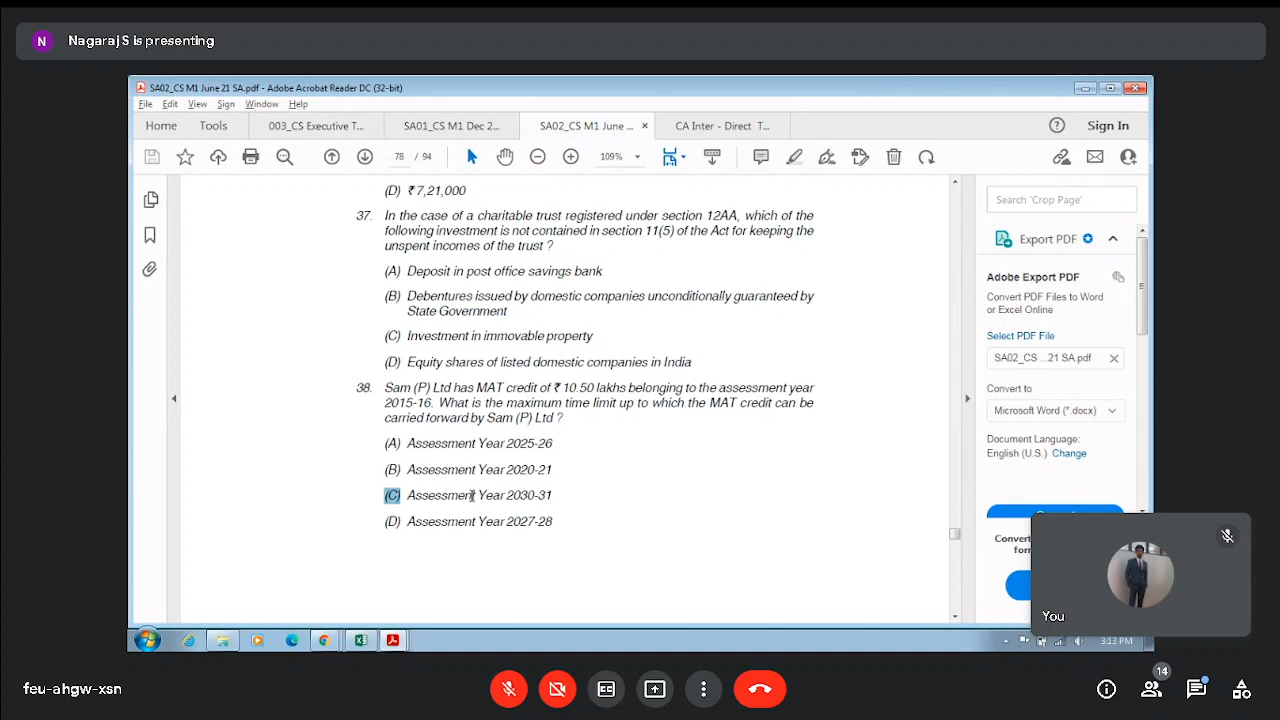 N Nagaraj S is presenting
SA02_CS M1 June 21 SA.pdf - Adobe Acrobat Reader DC (32-bit)
File Edit View Sign Window Help
Home Tools 003_CS Executive T... SA01_CS M1 Dec 2... SA02_CS M1 June ... × CA Inter - Direct T... Sign In
78 / 94 109%
(D) ₹ 7,21,000
37. In the case of a charitable trust registered under section 12AA, which of the
following investment is not contained in section 11(5) of the Act for keeping the
unspent incomes of the trust ?
(A) Deposit in post office savings bank
(B) Debentures issued by domestic companies unconditionally guaranteed by
State Government
(C) Investment in immovable property
(D) Equity shares of listed domestic companies in India
38. Sam (P) Ltd has MAT credit of ₹ 10.50 lakhs belonging to the assessment year
2015-16. What is the maximum time limit up to which the MAT credit can be
carried forward by Sam (P) Ltd ?
(A) Assessment Year 2025-26
(B) Assessment Year 2020-21
(C) Assessment Year 2030-31
(D) Assessment Year 2027-28
Search 'Crop Page'
Export PDF
Adobe Export PDF
Convert PDF Files to Word
or Excel Online
Select PDF File
SA02_CS ...21 SA.pdf
Convert to
Microsoft Word (*.docx)
Document Language:
English (U.S.) Change
You
3:13 PM
feu-ahgw-xsn
CC
14